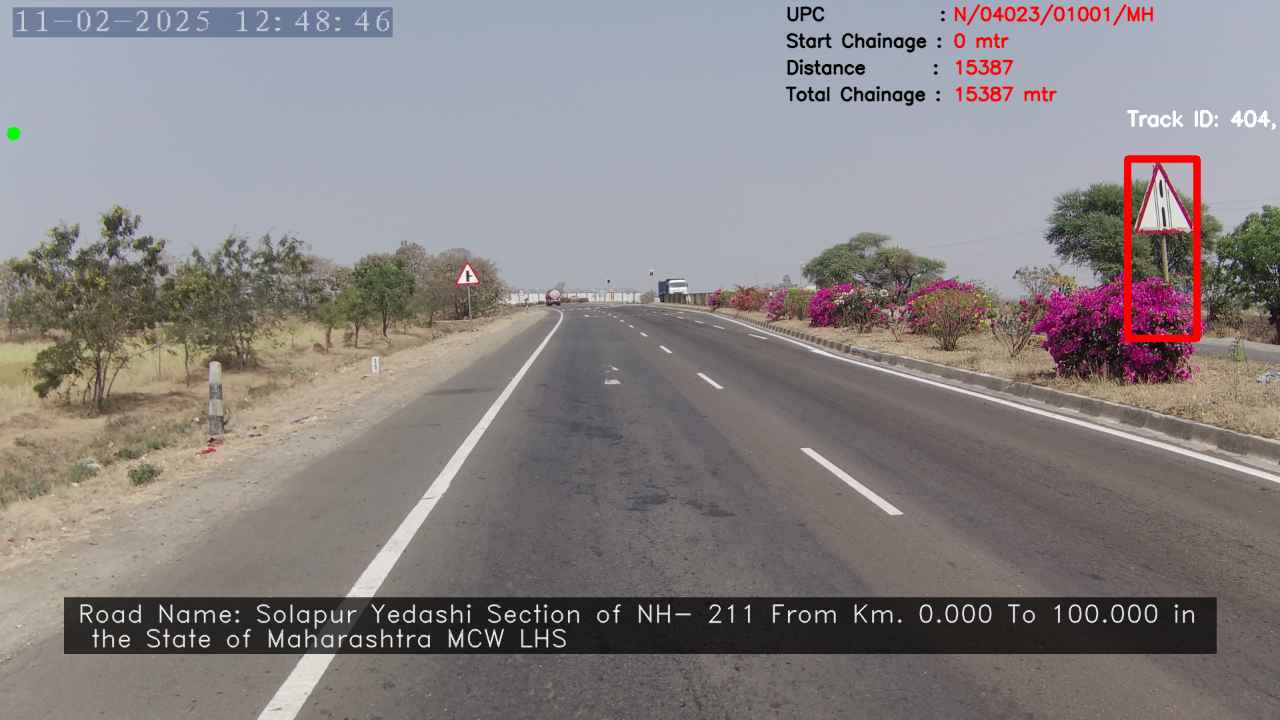 11-02-2025 12:48:46
UPC : N/04023/01001/MH
Start Chainage : 0 mtr
Distance : 15387
Total Chainage : 15387 mtr
Track ID: 404,
Road Name: Solapur Yedashi Section of NH- 211 From Km. 0.000 To 100.000 in
the State of Maharashtra MCW LHS